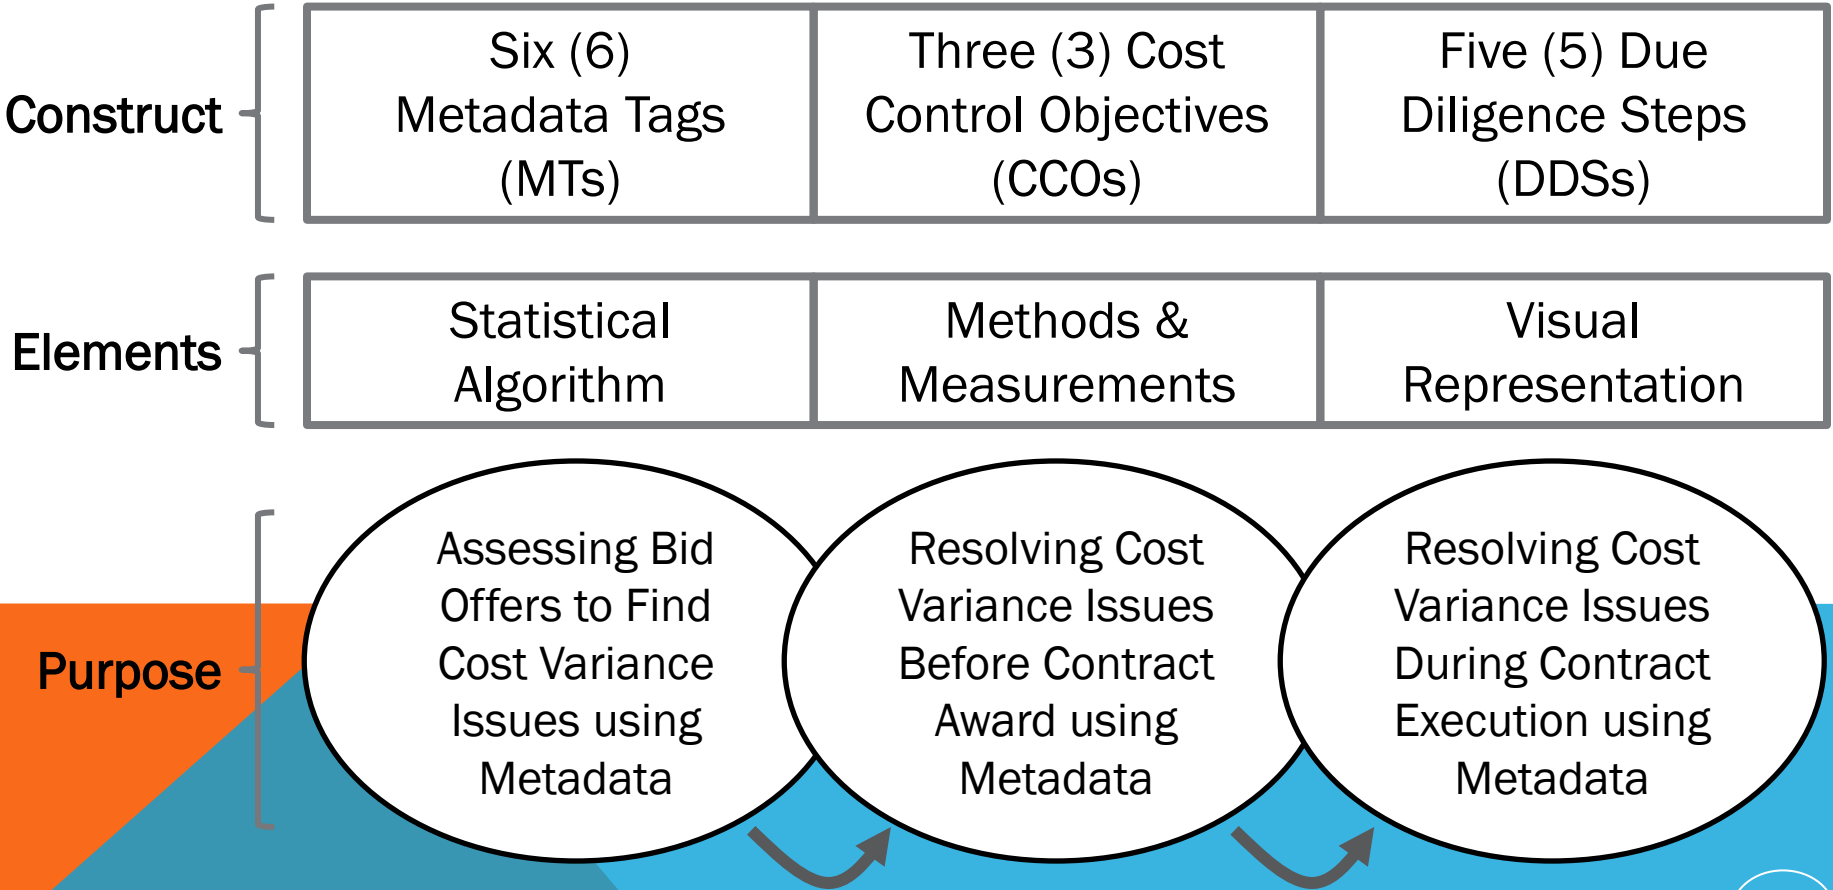 Construct
Six (6)
Metadata Tags
(MTs)
Three (3) Cost
Control Objectives
(CCOs)
Five (5) Due
Diligence Steps
(DDSs)
Elements
Statistical
Algorithm
Methods &
Measurements
Visual
Representation
Purpose
Assessing Bid
Offers to Find
Cost Variance
Issues using
Metadata
Resolving Cost
Variance Issues
Before Contract
Award using
Metadata
Resolving Cost
Variance Issues
During Contract
Execution using
Metadata